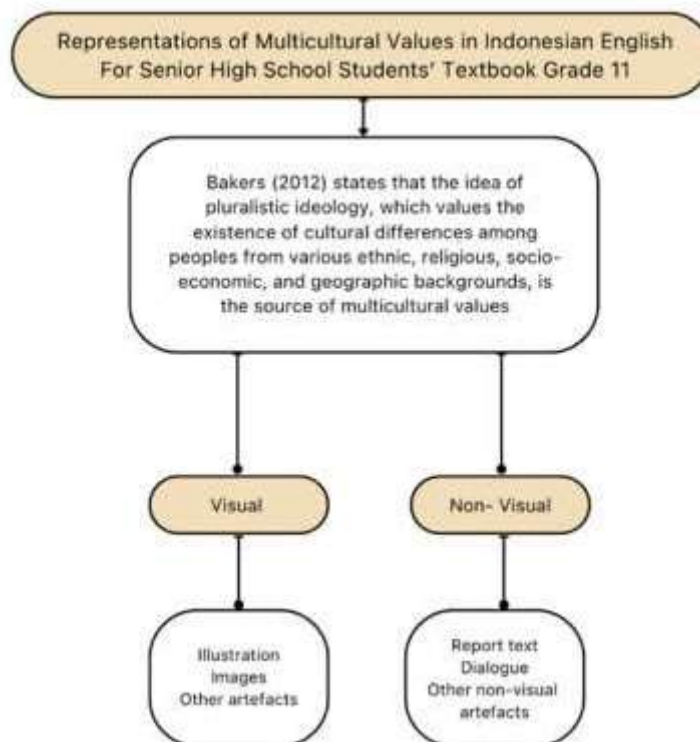 Representations of Multicultural Values in Indonesian English
For Senior High School Students' Textbook Grade 11
Bakers (2012) states that the idea of
pluralistic ideology, which values the
existence of cultural differences among
peoples from various ethnic, religious, socio-
economic, and geographic backgrounds, is
the source of multicultural values
Visual
Non- Visual
Illustration
Images
Other artefacts
Report text
Dialogue
Other non-visual
artefacts